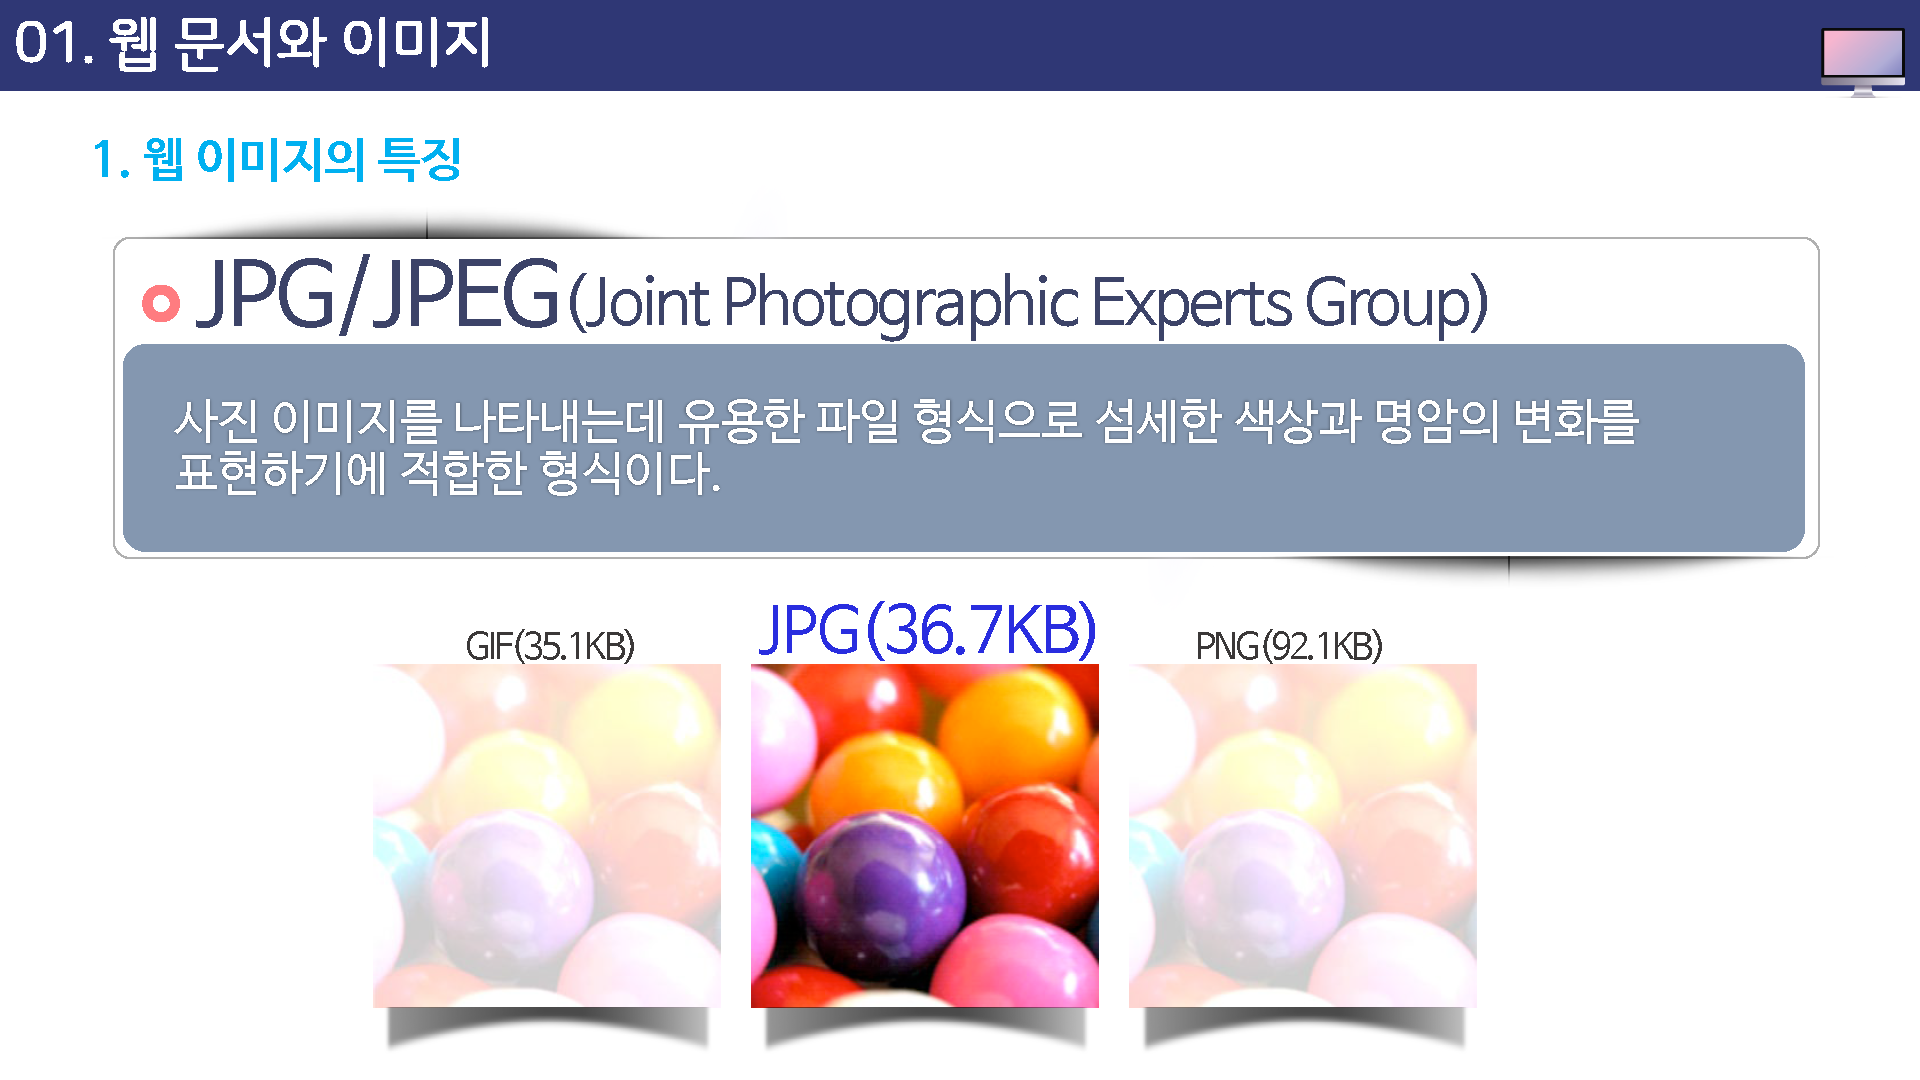 01. 웹 문서와 이미지
1. 웹 이미지의 특징
JPG/JPEG(Joint Photographic Experts Group)
사진 이미지를 나타내는데 유용한 파일 형식으로 섬세한 색상과 명암의 변화를
표현하기에 적합한 형식이다.
GIF(35.1KB)
JPG(36.7KB)
PNG(92.1KB)